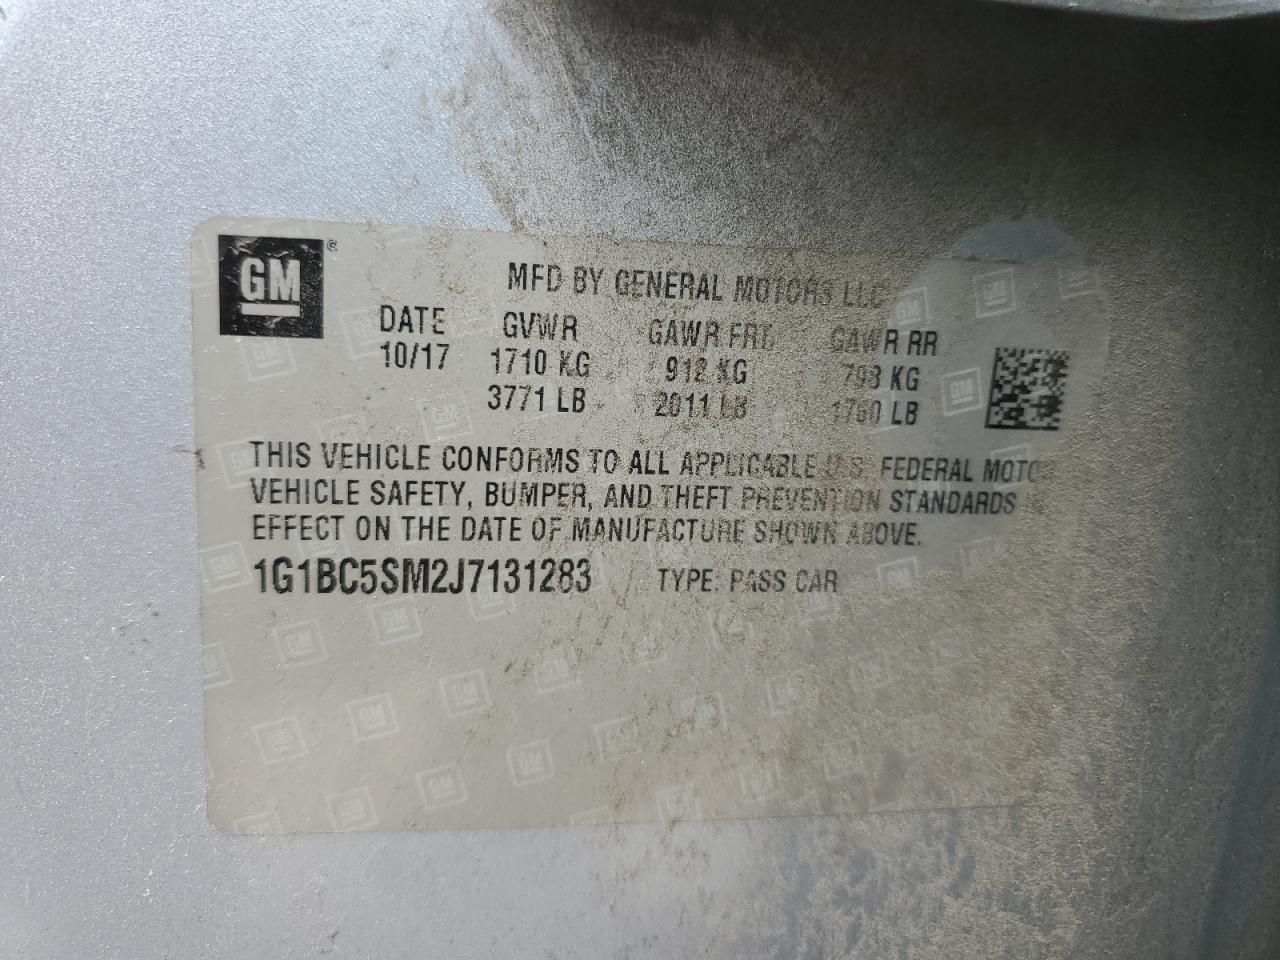 GM ®
MFD BY GENERAL MOTORS LLC
DATE GVWR GAWR FRT GAWR RR
10/17 1710 KG 912 KG 798 KG
3771 LB 2011 LB 1760 LB
THIS VEHICLE CONFORMS TO ALL APPLICABLE U.S. FEDERAL MOTOR
VEHICLE SAFETY, BUMPER, AND THEFT PREVENTION STANDARDS IN
EFFECT ON THE DATE OF MANUFACTURE SHOWN ABOVE.
1G1BC5SM2J7131283 TYPE: PASS CAR